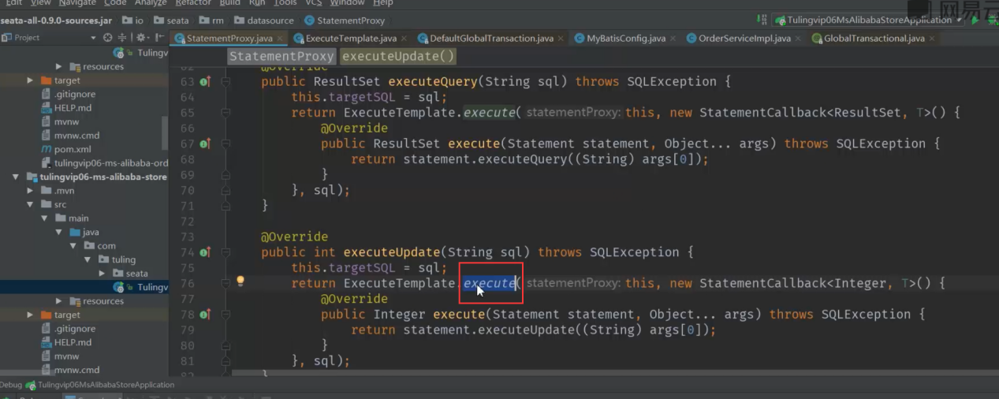 Edit View Navigate Code Analyze Refactor Build Run Tools VCS Window Help
seata-all-0.9.0-sources.jar io seata rm datasource StatementProxy Tulingvip06MsAlibabaStoreApplication
Project StatementProxy.java ExecuteTemplate.java DefaultGlobalTransaction.java MyBatisConfig.java OrderServiceImpl.java GlobalTransactional.java
Tulingv
resources
target
.gitignore
HELP.md
mvnw
mvnw.cmd
pom.xml
tulingvip06-ms-alibaba-ord
tulingvip06-ms-alibaba-store
.mvn
src
main
java
com
tuling
seata
Tulingv
resources
target
.gitignore
HELP.md
mvnw
mvnw.cmd
StatementProxy executeUpdate()
62 @Override
63 public ResultSet executeQuery(String sql) throws SQLException {
64 this.targetSQL = sql;
65 return ExecuteTemplate.execute( statementProxy: this, new StatementCallback<ResultSet, T>() {
66 @Override
67 public ResultSet execute(Statement statement, Object... args) throws SQLException {
68 return statement.executeQuery((String) args[0]);
69 }
70 }, sql);
71 }
72
73 @Override
74 public int executeUpdate(String sql) throws SQLException {
75 this.targetSQL = sql;
76 return ExecuteTemplate.execute( statementProxy: this, new StatementCallback<Integer, T>() {
77 @Override
78 public Integer execute(Statement statement, Object... args) throws SQLException {
79 return statement.executeUpdate((String) args[0]);
80 }
81 }, sql);
82 }
Debug Tulingvip06MsAlibabaStoreApplication
网易云